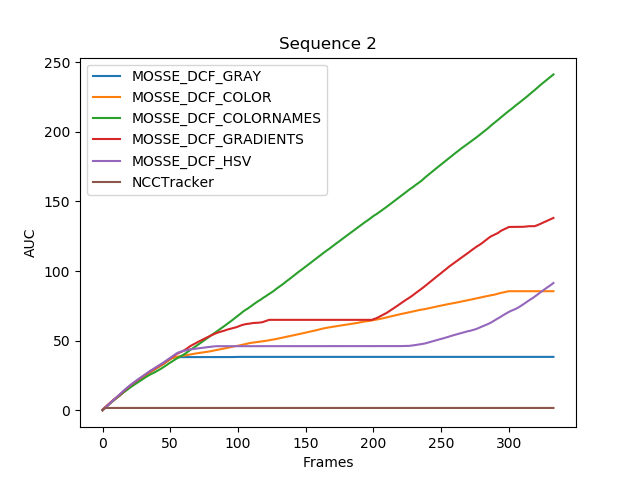 Sequence 2
250
200
150
100
50
0
AUC
MOSSE_DCF_GRAY
MOSSE_DCF_COLOR
MOSSE_DCF_COLORNAMES
MOSSE_DCF_GRADIENTS
MOSSE_DCF_HSV
NCCTracker
0 50 100 150 200 250 300
Frames